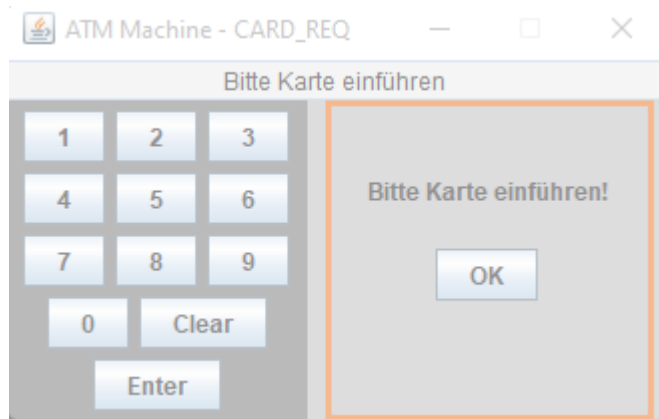 ATM Machine - CARD_REQ
Bitte Karte einführen
1 2 3
4 5 6
7 8 9
0 Clear
Enter
Bitte Karte einführen!
OK